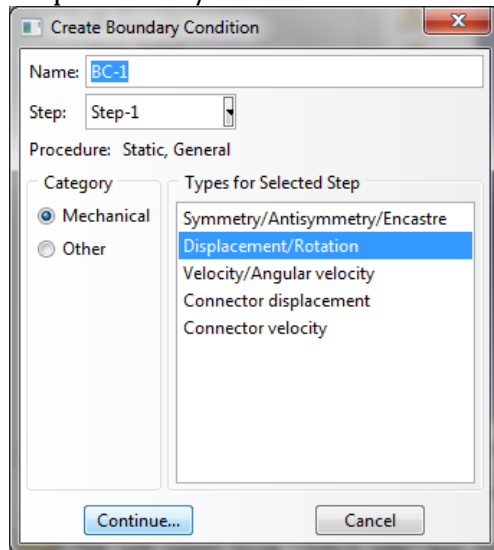 Create Boundary Condition
Name: BC-1
Step: Step-1
Procedure: Static, General
Category
Types for Selected Step
Mechanical
Other
Symmetry/Antisymmetry/Encastre
Displacement/Rotation
Velocity/Angular velocity
Connector displacement
Connector velocity
Continue...
Cancel